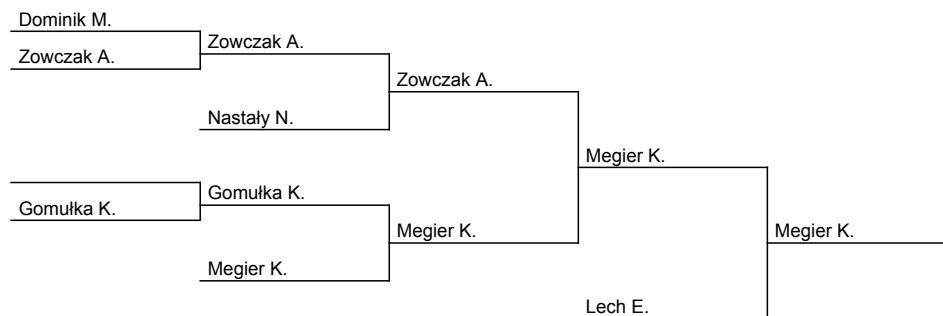 Dominik M.
Zowczak A.
Zowczak A.
Zowczak A.
Nastały N.
Megier K.
Gomułka K.
Gomułka K.
Megier K.
Megier K.
Megier K.
Lech E.